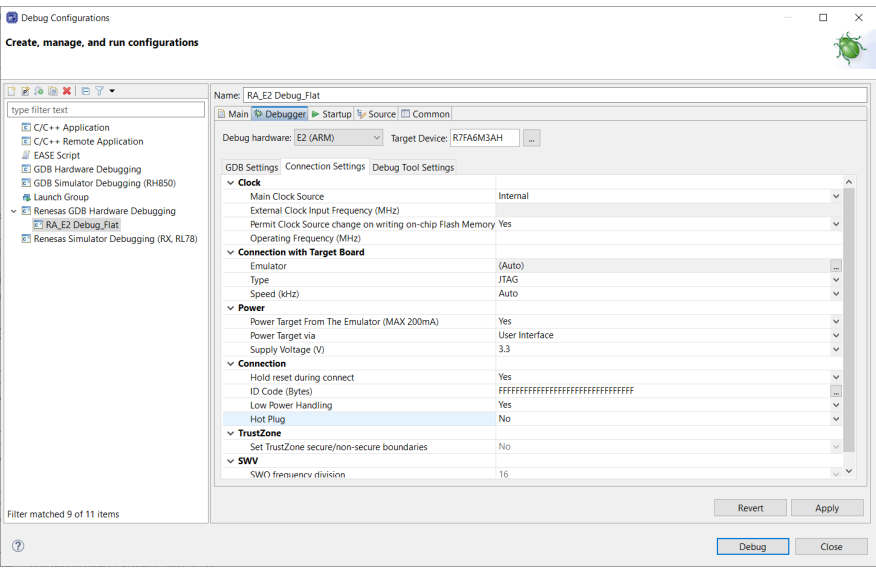 Debug Configurations
Create, manage, and run configurations
type filter text
C/C++ Application
C/C++ Remote Application
EASE Script
GDB Hardware Debugging
GDB Simulator Debugging (RH850)
Launch Group
Renesas GDB Hardware Debugging
RA_E2 Debug_Flat
Renesas Simulator Debugging (RX, RL78)
Filter matched 9 of 11 items
Name: RA_E2 Debug_Flat
Main Debugger Startup Source Common
Debug hardware: E2 (ARM) Target Device: R7FA6M3AH ...
GDB Settings Connection Settings Debug Tool Settings
Clock
Main Clock Source Internal
External Clock Input Frequency (MHz)
Permit Clock Source change on writing on-chip Flash Memory Yes
Operating Frequency (MHz)
Connection with Target Board
Emulator (Auto) ...
Type JTAG
Speed (kHz) Auto
Power
Power Target From The Emulator (MAX 200mA) Yes
Power Target via User Interface
Supply Voltage (V) 3.3
Connection
Hold reset during connect Yes
ID Code (Bytes) FFFFFFFFFFFFFFFFFFFFFFFFFFFFFFFF ...
Low Power Handling Yes
Hot Plug No
TrustZone
Set TrustZone secure/non-secure boundaries No
SWV
SWO frequency division 16
Revert Apply
Debug Close